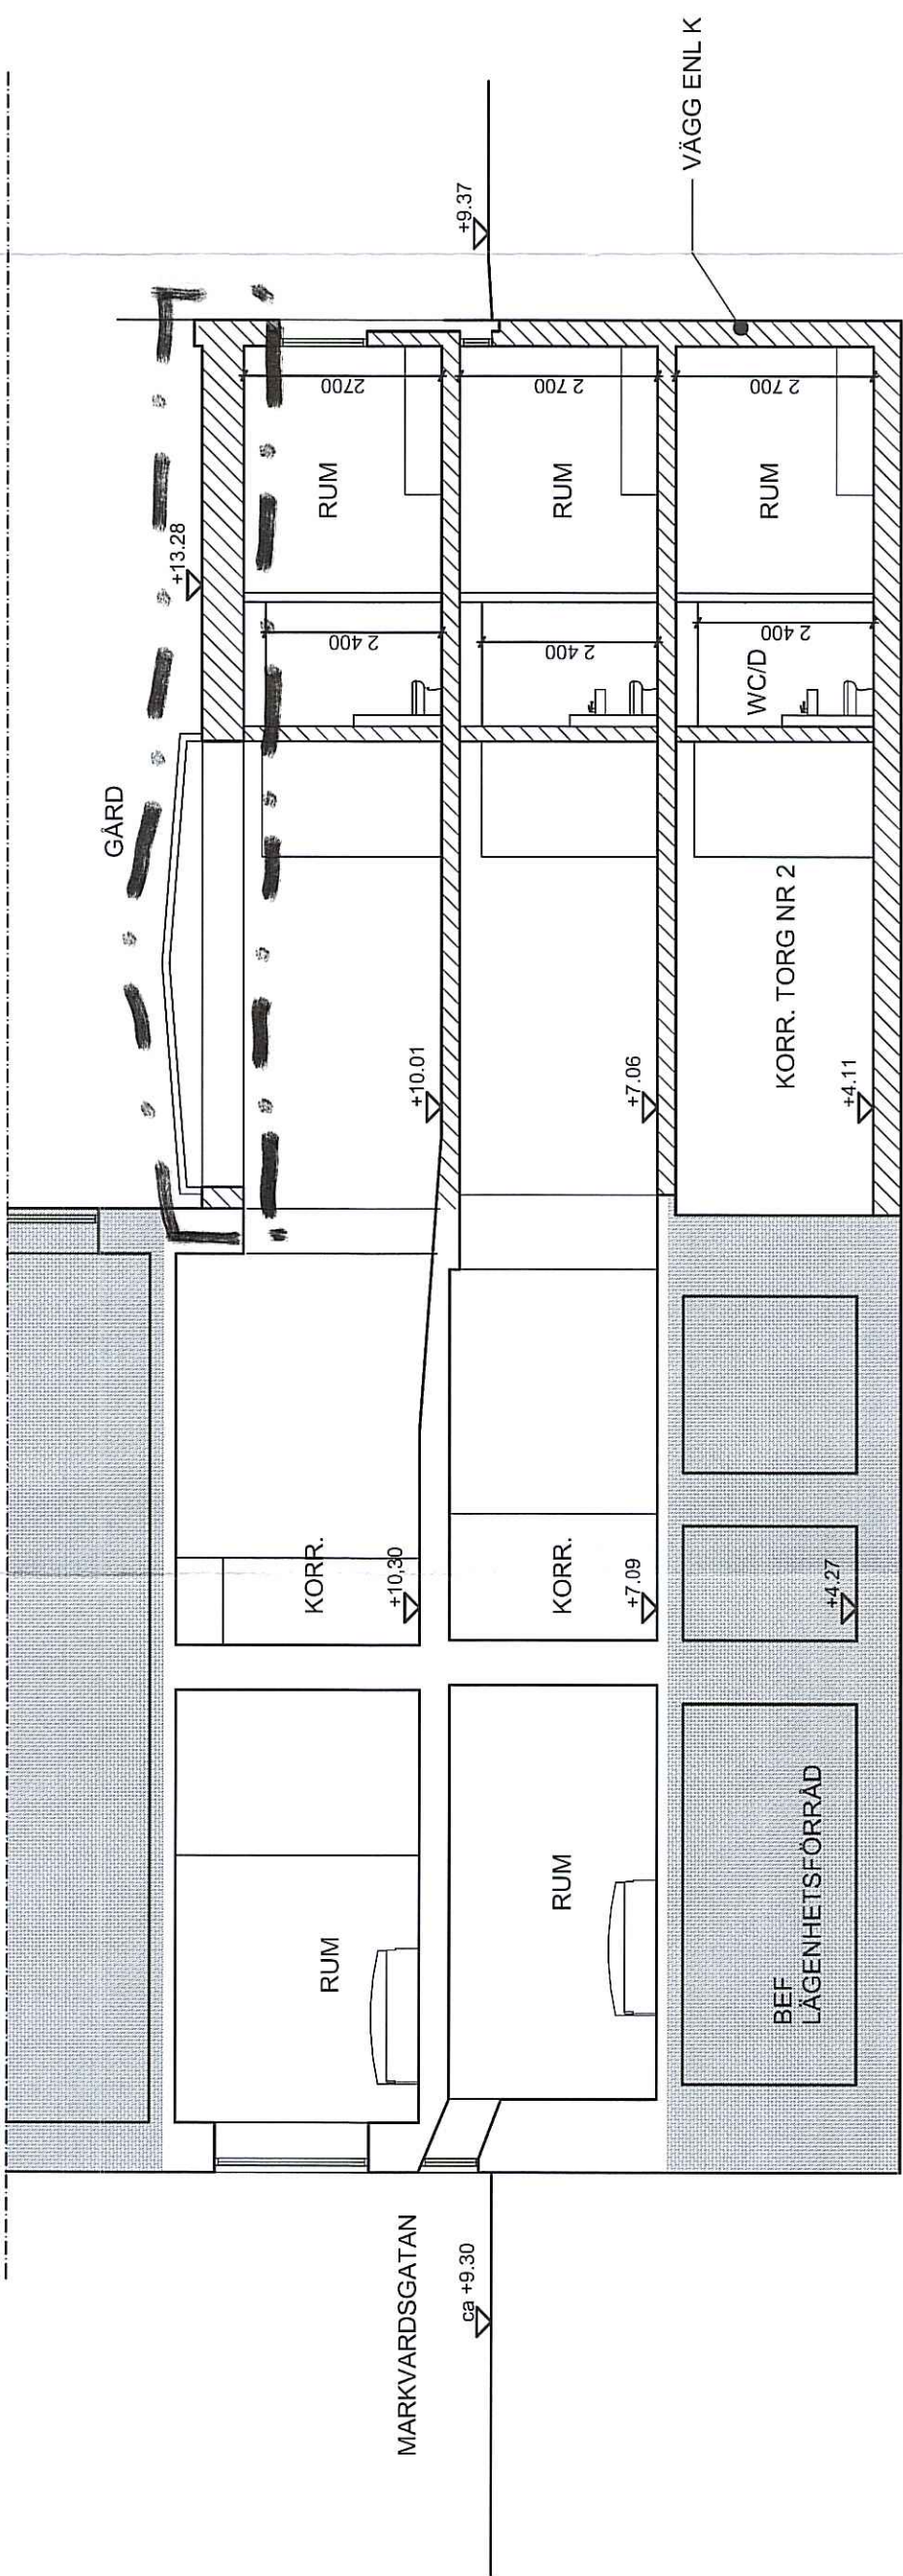 MARKVARDSGATAN
ca +9.30
RUM
RUM
BEF
LÄGENHETSFÖRRÅD
KORR.
+10,30
KORR.
+7.09
+4.27
GÅRD
+13.28
+10.01
+7.06
KORR. TORG NR 2
+4.11
2 400
2 400
WC/D
2 400
RUM
2700
RUM
2 700
RUM
2 700
+9.37
VÄGG ENL K